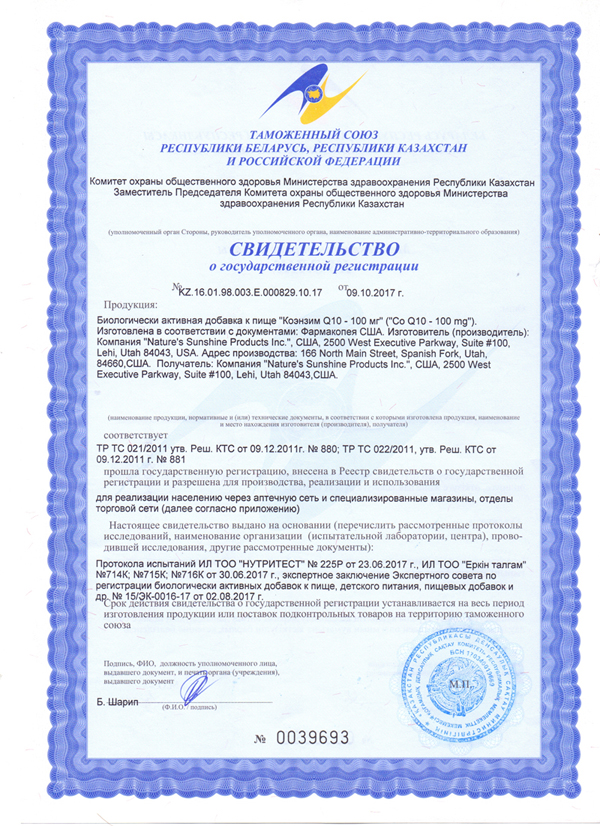 ТАМОЖЕННЫЙ СОЮЗ
РЕСПУБЛИКИ БЕЛАРУСЬ, РЕСПУБЛИКИ КАЗАХСТАН
И РОССИЙСКОЙ ФЕДЕРАЦИИ
Комитет охраны общественного здоровья Министерства здравоохранения Республики Казахстан
Заместитель Председателя Комитета охраны общественного здоровья Министерства
здравоохранения Республики Казахстан
(уполномоченный орган Стороны, руководитель уполномоченного органа, наименование административно-территориального образования)
СВИДЕТЕЛЬСТВО
о государственной регистрации
№ KZ.16.01.98.003.E.000829.10.17 от 09.10.2017 г.
Продукция:
Биологически активная добавка к пище "Коэнзим Q10 - 100 мг" ("Co Q10 - 100 mg").
Изготовлена в соответствии с документами: Фармакопея США. Изготовитель (производитель):
Компания "Nature's Sunshine Products Inc.", США, 2500 West Executive Parkway, Suite #100,
Lehi, Utah 84043, USA. Адрес производства: 166 North Main Street, Spanish Fork, Utah,
84660,США. Получатель: Компания "Nature's Sunshine Products Inc.", США, 2500 West
Executive Parkway, Suite #100, Lehi, Utah 84043,США.
(наименование продукции, нормативные и (или) технические документы, в соответствии с которыми изготовлена продукция, наименование
и место нахождения изготовителя (производителя), получателя)
соответствует
ТР ТС 021/2011 утв. Реш. КТС от 09.12.2011г. № 880; ТР ТС 022/2011, утв. Реш. КТС от
09.12.2011 г. № 881
прошла государственную регистрацию, внесена в Реестр свидетельств о государственной
регистрации и разрешена для производства, реализации и использования
для реализации населению через аптечную сеть и специализированные магазины, отделы
торговой сети (далее согласно приложению)
Настоящее свидетельство выдано на основании (перечислить рассмотренные протоколы
исследований, наименование организации (испытательной лаборатории, центра), прово-
дившей исследования, другие рассмотренные документы):
Протокола испытаний ИЛ ТОО "НУТРИТЕСТ" № 225Р от 23.06.2017 г., ИЛ ТОО "Еркін талгам"
№714К, №715К; №716К от 30.06.2017 г., экспертное заключение Экспертного совета по
регистрации биологически активных добавок к пище, детского питания, пищевых добавок и
др. № 15/ЭК-0016-17 от 02.08.2017 г.
Срок действия свидетельства о государственной регистрации устанавливается на весь период
изготовления продукции или поставок подконтрольных товаров на территорию таможенного
союза
Подпись, ФИО, должность уполномоченного лица,
выдавшего документ, и печать органа (учреждения),
выдавшего документ
Б. Шарип
(Ф.И.О. / подпись)
М.П.
№ 0039693